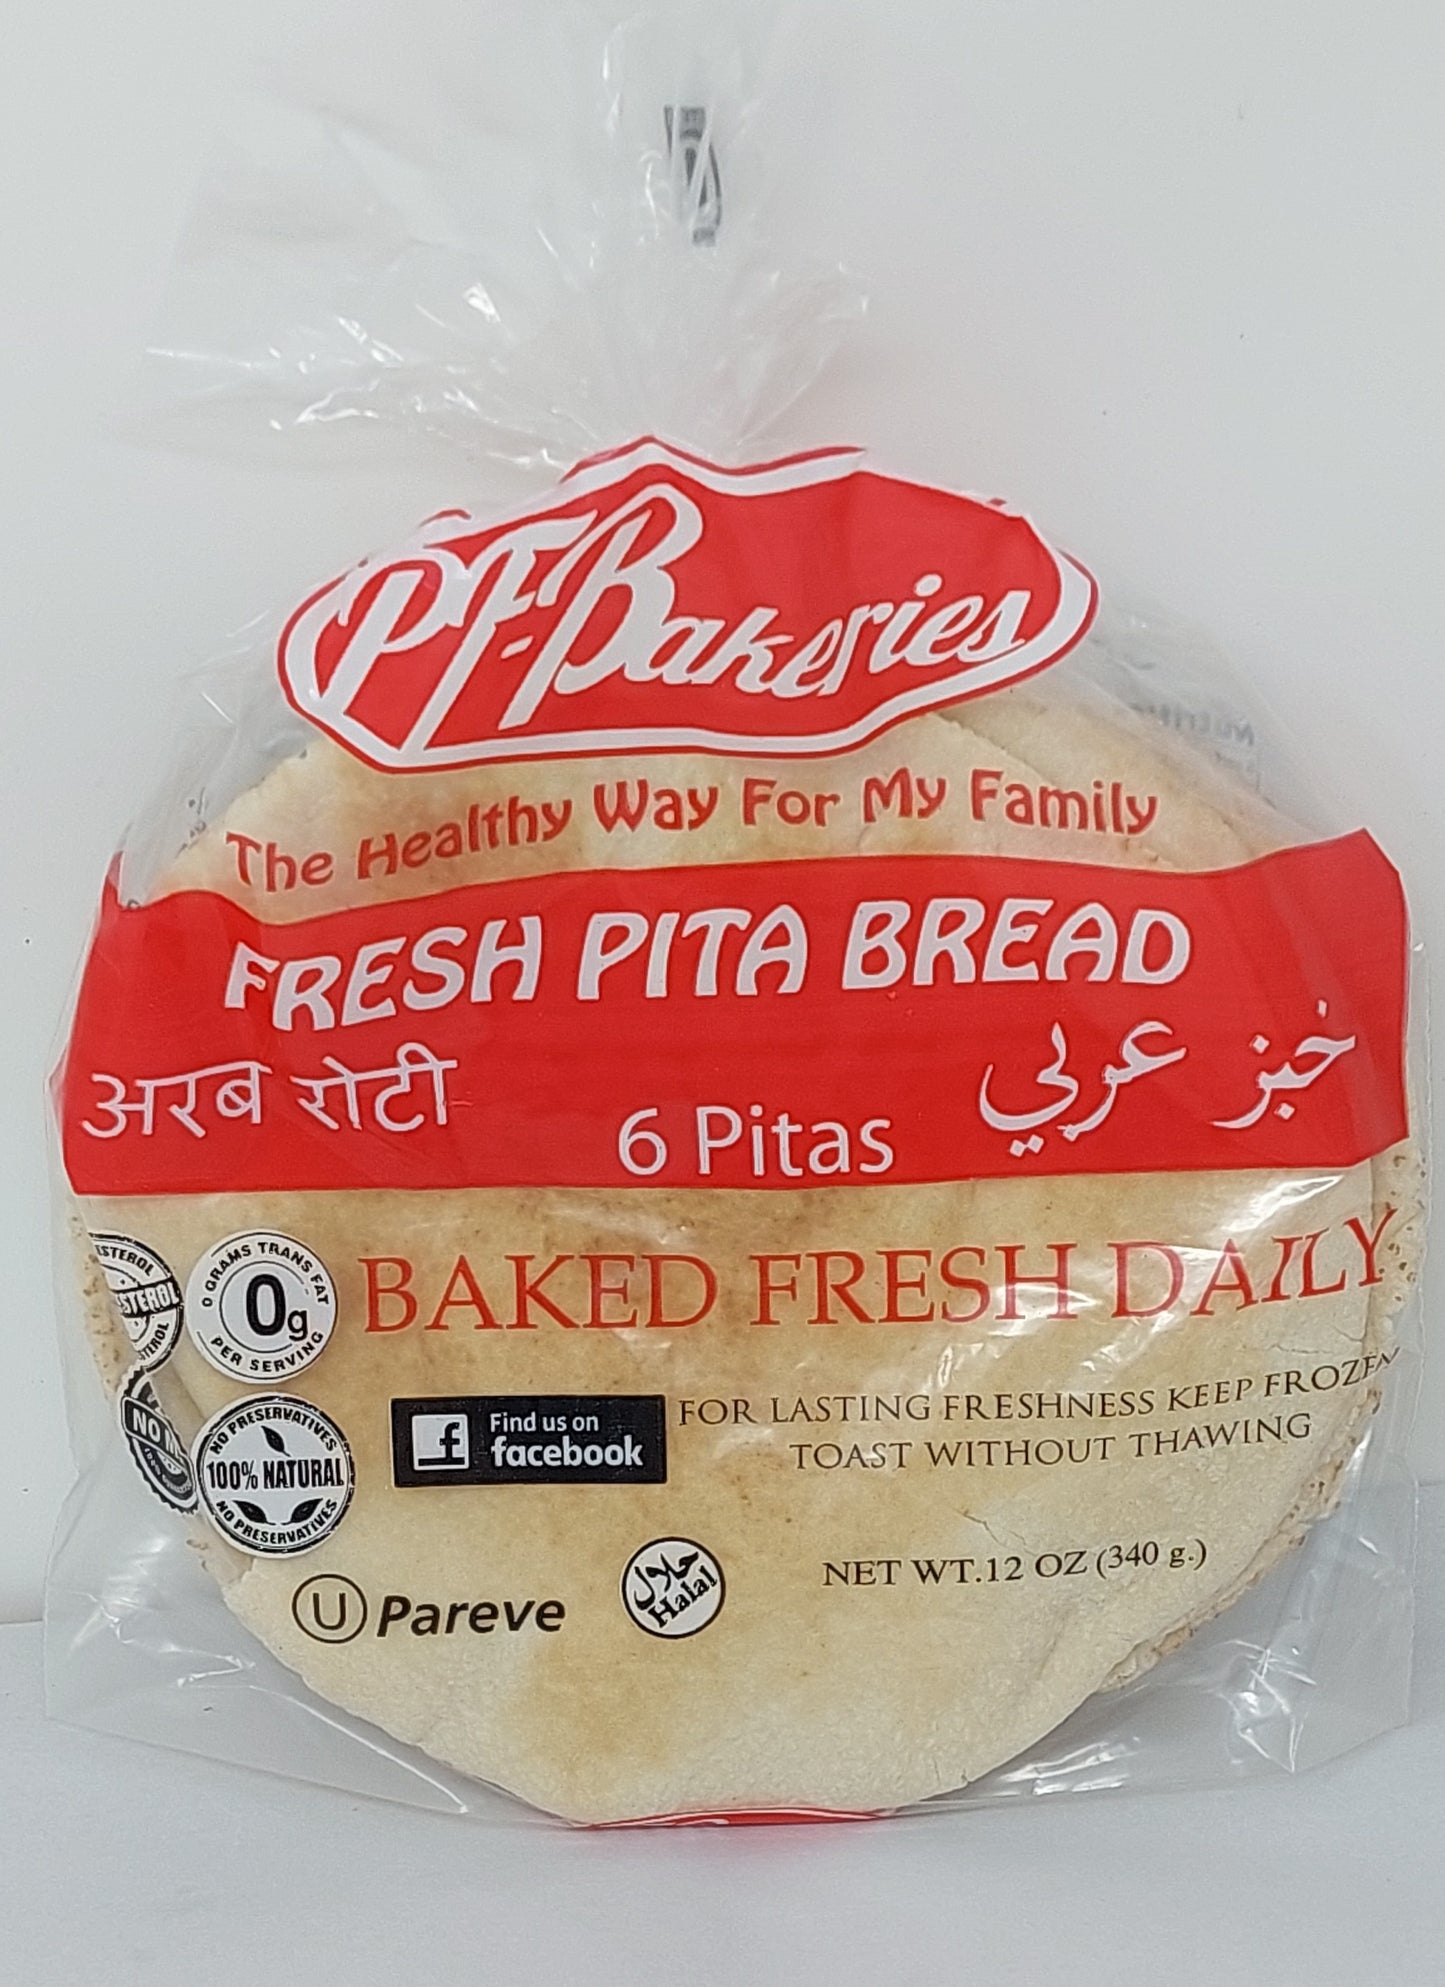 PF-Bakeries
The Healthy Way For My Family
FRESH PITA BREAD
अरब रोटी
خبز عربي
6 Pitas
BAKED FRESH DAILY
0 GRAMS TRANS FAT
0g
PER SERVING
NO
NO PRESERVATIVES
100% NATURAL
NO PRESERVATIVES
Find us on
facebook
FOR LASTING FRESHNESS KEEP FROZEN
TOAST WITHOUT THAWING
NET WT.12 OZ (340 g.)
U Pareve
حلال
Halal